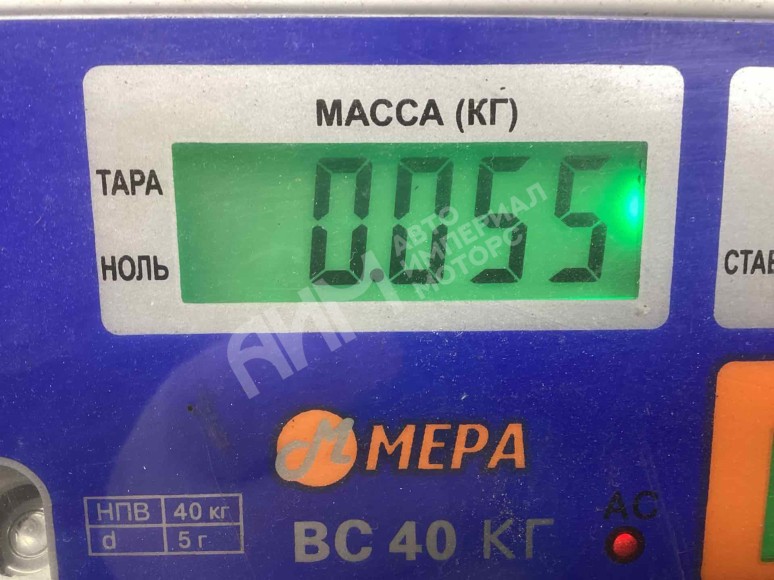 МАССА (КГ)
ТАРА
0.055
НОЛЬ
СТАБ
АИМ АВТО
ИМПЕРИАЛ
МОТОРС
М МЕРА
НПВ 40 кг
d 5 г
ВС 40 КГ
АС